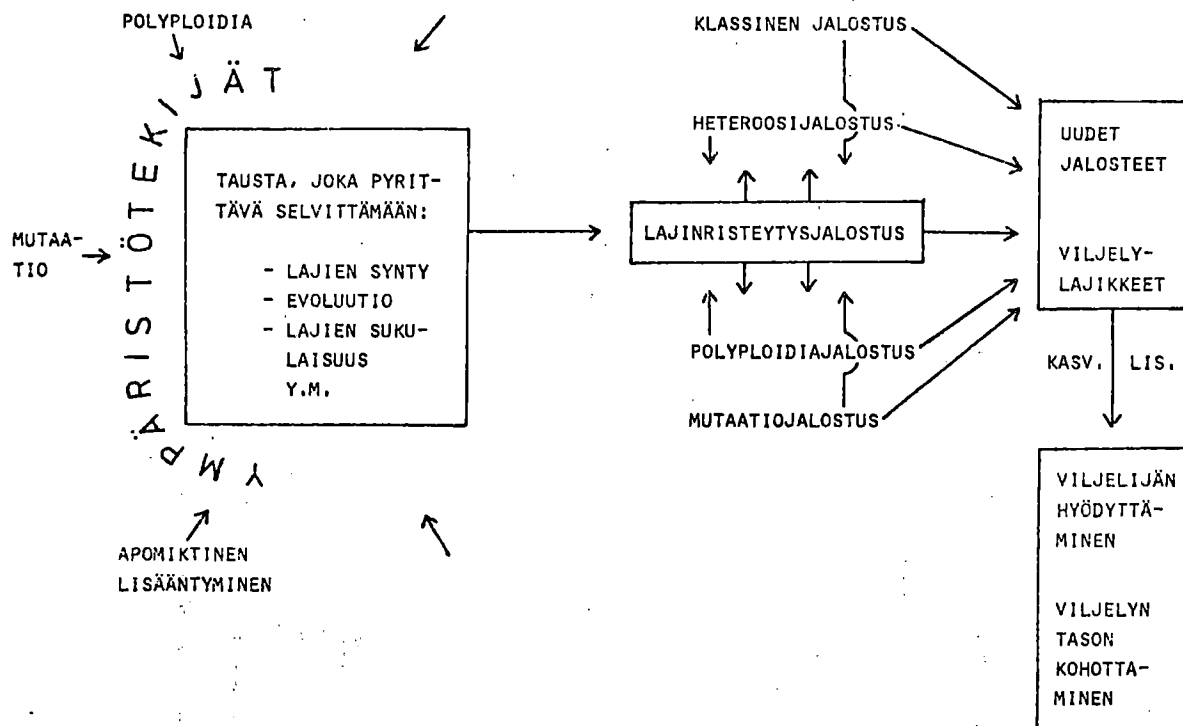 POLYPLOIDIA
YMPÄRISTÖTEKIJÄT
MUTAA-
TIO
TAUSTA, JOKA PYRIT-
TÄVÄ SELVITTÄMÄÄN:
- LAJIEN SYNTY
- EVOLUUTIO
- LAJIEN SUKU-
LAISUUS
Y.M.
APOMIKTINEN
LISÄÄNTYMINEN
KLASSINEN JALOSTUS
HETEROOSIJALOSTUS
LAJINRISTEYTYSJALOSTUS
POLYPLOIDIAJALOSTUS
MUTAATIOJALOSTUS
UUDET
JALOSTEET
VILJELY-
LAJIKKEET
KASV. LIS.
VILJELIJÄN
HYÖDYTTÄ-
MINEN
VILJELYN
TASON
KOHOTTA-
MINEN